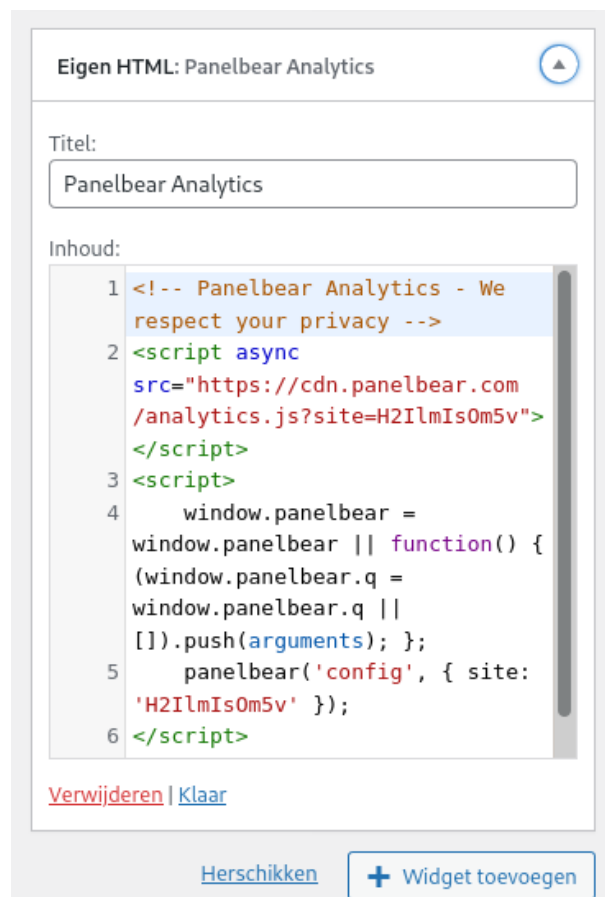 Eigen HTML: Panelbear Analytics
Titel:
Panelbear Analytics
Inhoud:
1 <!-- Panelbear Analytics - We
respect your privacy -->
2 <script async
src="https://cdn.panelbear.com
/analytics.js?site=H2IlmIsOm5v">
</script>
3 <script>
4     window.panelbear =
window.panelbear || function() {
(window.panelbear.q =
window.panelbear.q ||
[]).push(arguments); };
5     panelbear('config', { site:
'H2IlmIsOm5v' });
6 </script>
Verwijderen | Klaar
Herschikken
+ Widget toevoegen